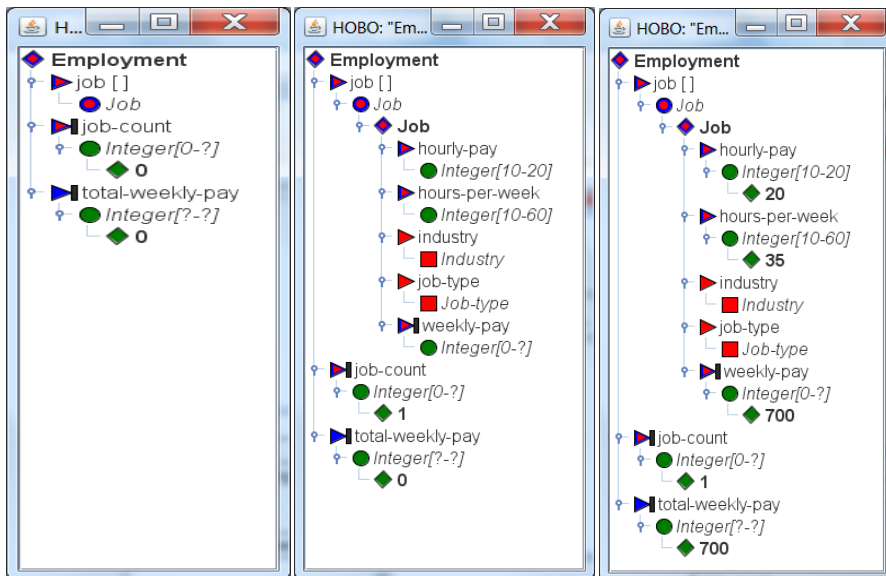 H...
Employment
job [ ]
Job
job-count
Integer[0-?]
0
total-weekly-pay
Integer[?-?]
0
HOBO: "Em...
Employment
job []
Job
Job
hourly-pay
Integer[10-20]
hours-per-week
Integer[10-60]
industry
Industry
job-type
Job-type
weekly-pay
Integer[0-?]
job-count
Integer[0-?]
1
total-weekly-pay
Integer[?-?]
0
HOBO: "Em...
Employment
job []
Job
Job
hourly-pay
Integer[10-20]
20
hours-per-week
Integer[10-60]
35
industry
Industry
job-type
Job-type
weekly-pay
Integer[0-?]
700
job-count
Integer[0-?]
1
total-weekly-pay
Integer[?-?]
700